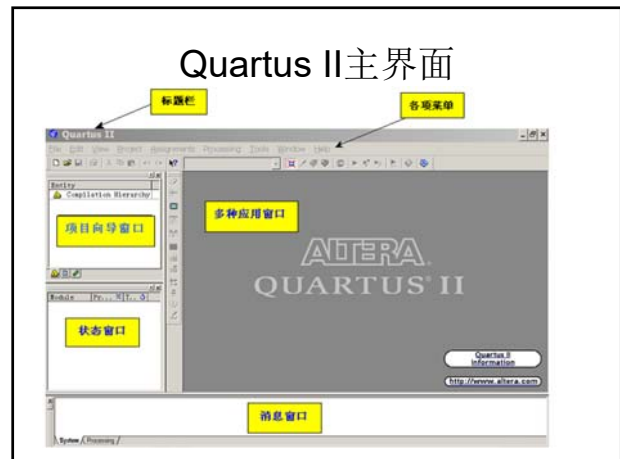 Quartus II主界面
标题栏
各项菜单
Quartus II
File Edit View Project Assignments Processing Tools Window Help
Entity
Compilation Hierarchy
项目向导窗口
多种应用窗口
ALTERA
QUARTUS® II
Module Pr... T..
状态窗口
Quartus II
Information
http://www.altera.com
消息窗口
System Processing